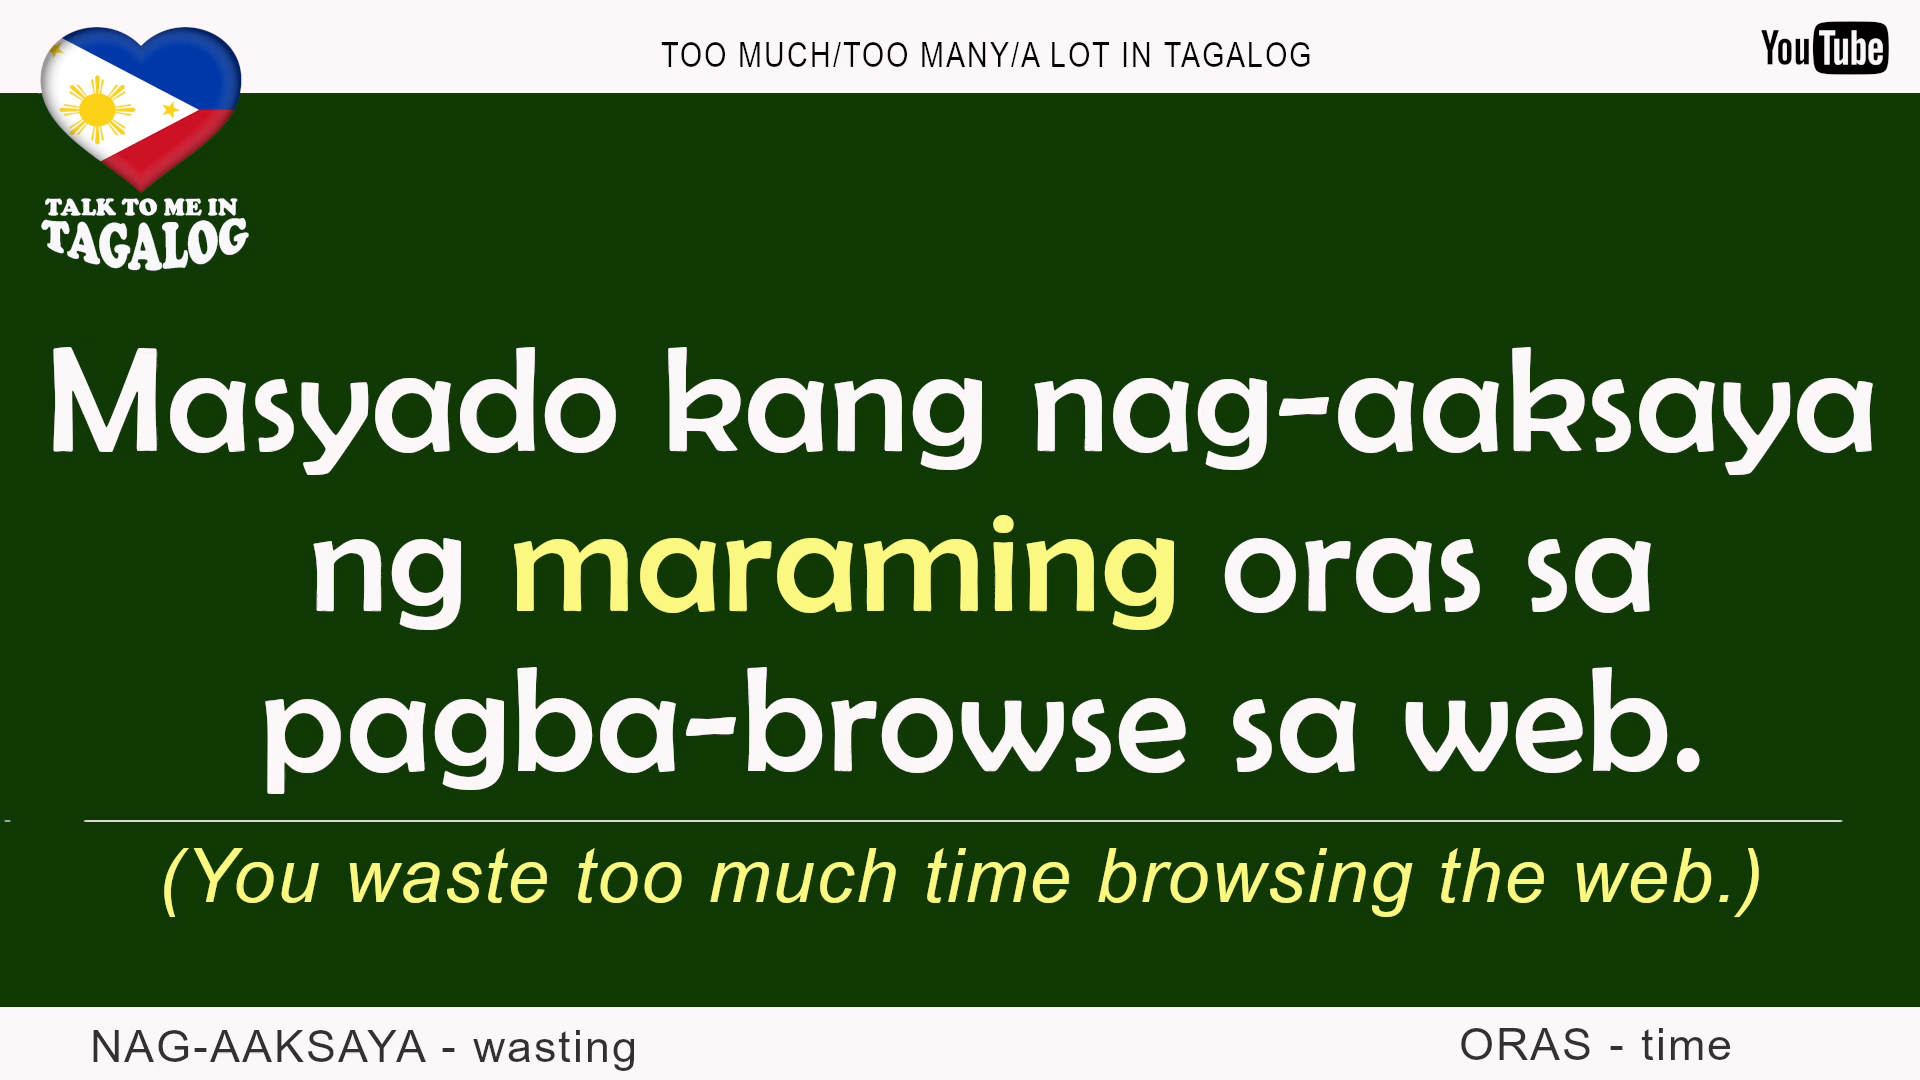 TOO MUCH/TOO MANY/A LOT IN TAGALOG
YouTube
TALK TO ME IN
TAGALOG
Masyado kang nag-aaksaya
ng maraming oras sa
pagba-browse sa web.
(You waste too much time browsing the web.)
NAG-AAKSAYA - wasting
ORAS - time